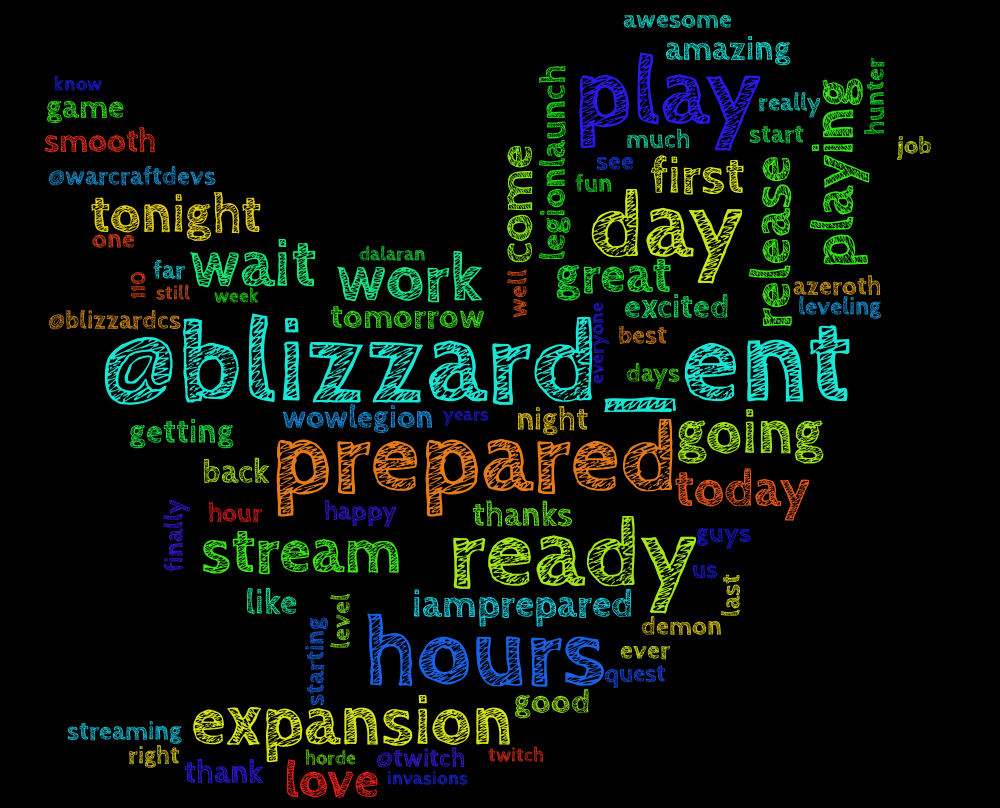 awesome
amazing
know
play
legionlaunch
hunter
game
really
playing
smooth
much
start
job
come
see
first
release
@warcraftdevs
fun
tonight
day
one
wait
dalaran
far
work
great
well
110
still
week
azeroth
excited
leveling
@blizzardcs
tomorrow
everyone
best
@blizzard_ent
days
wowlegion
years
night
getting
prepared
going
back
today
finally
hour
happy
thanks
stream
ready
guys
us
last
like
level
iamprepared
starting
hours
demon
ever
quest
expansion
good
streaming
right
horde
@twitch
twitch
thank
love
invasions